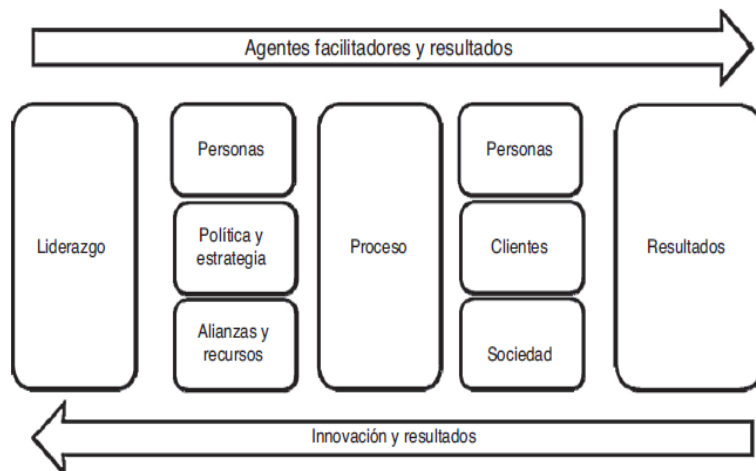 Agentes facilitadores y resultados
Liderazgo
Personas
Política y
estrategia
Alianzas y
recursos
Proceso
Personas
Clientes
Sociedad
Resultados
Innovación y resultados